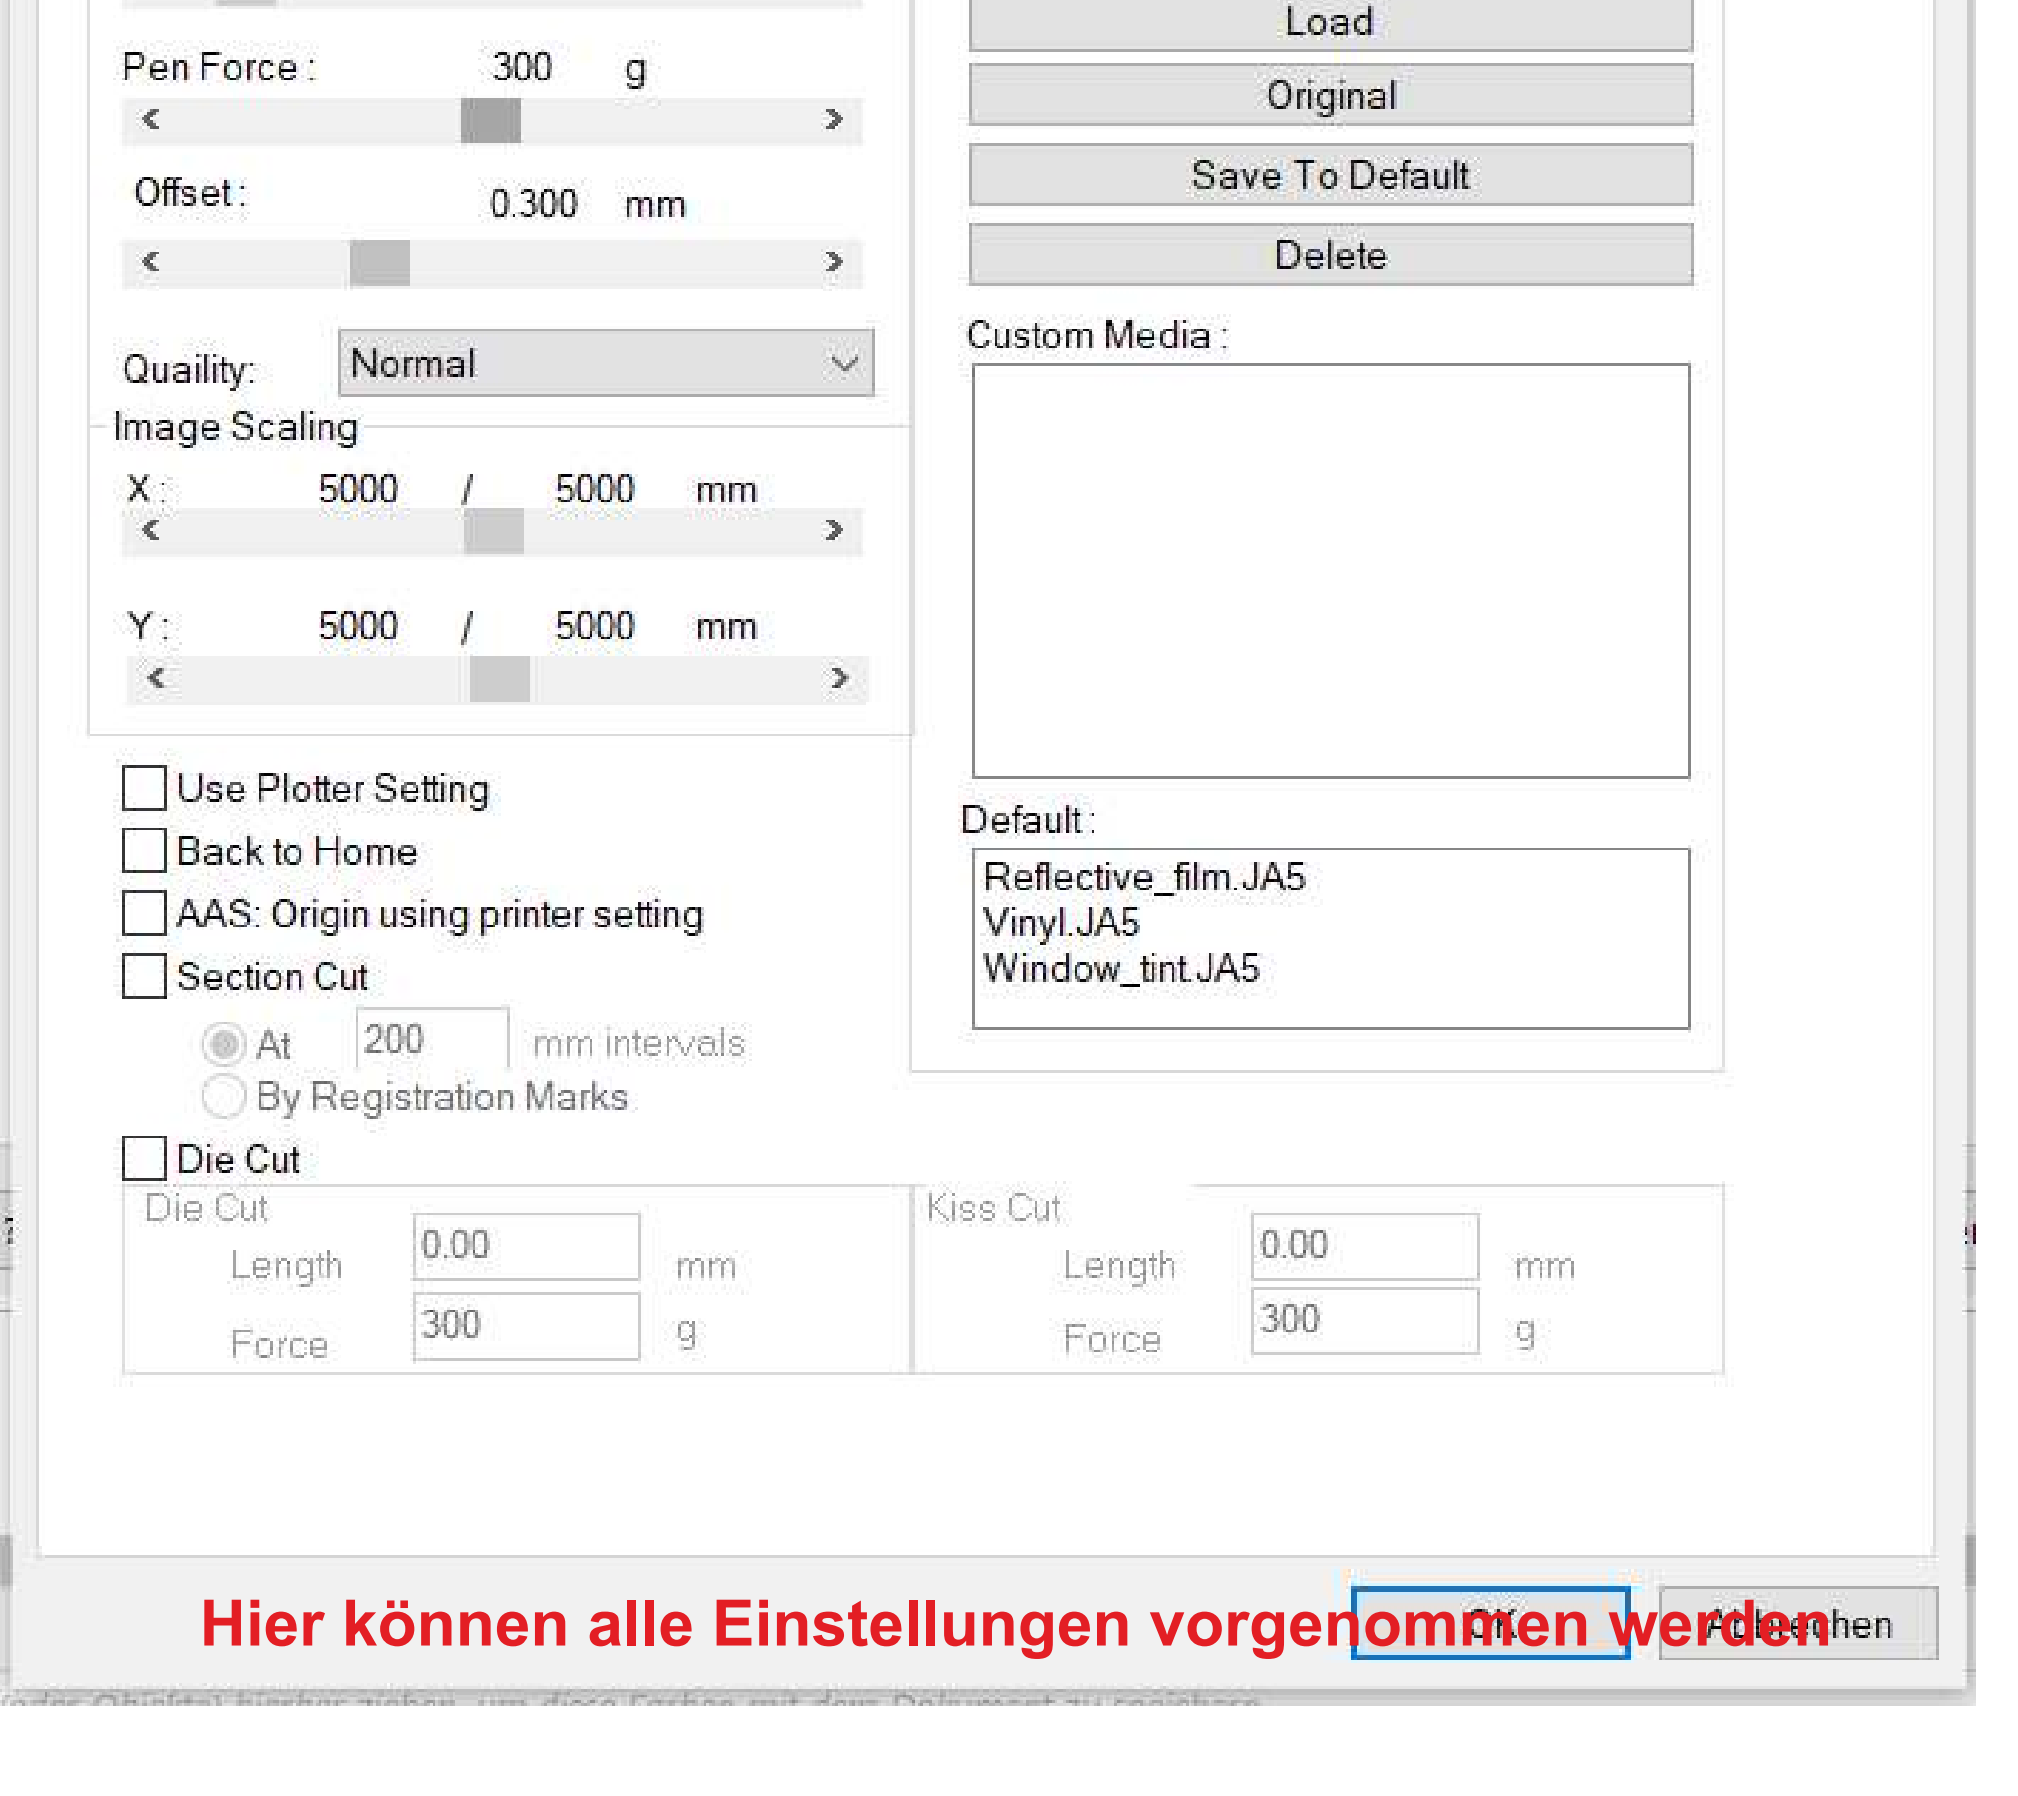 Pen Force : 300 g
Offset : 0.300 mm
Quaility: Normal
Image Scaling
X : 5000 / 5000 mm
Y : 5000 / 5000 mm
Use Plotter Setting
Back to Home
AAS: Origin using printer setting
Section Cut
At 200 mm intervals
By Registration Marks
Die Cut
Die Cut
Length 0.00 mm
Force 300 g
Load
Original
Save To Default
Delete
Custom Media :
Default :
Reflective_film.JA5
Vinyl.JA5
Window_tint.JA5
Kiss Cut
Length 0.00 mm
Force 300 g
Hier können alle Einstellungen vorgenommen werden
OK
Abbrechen